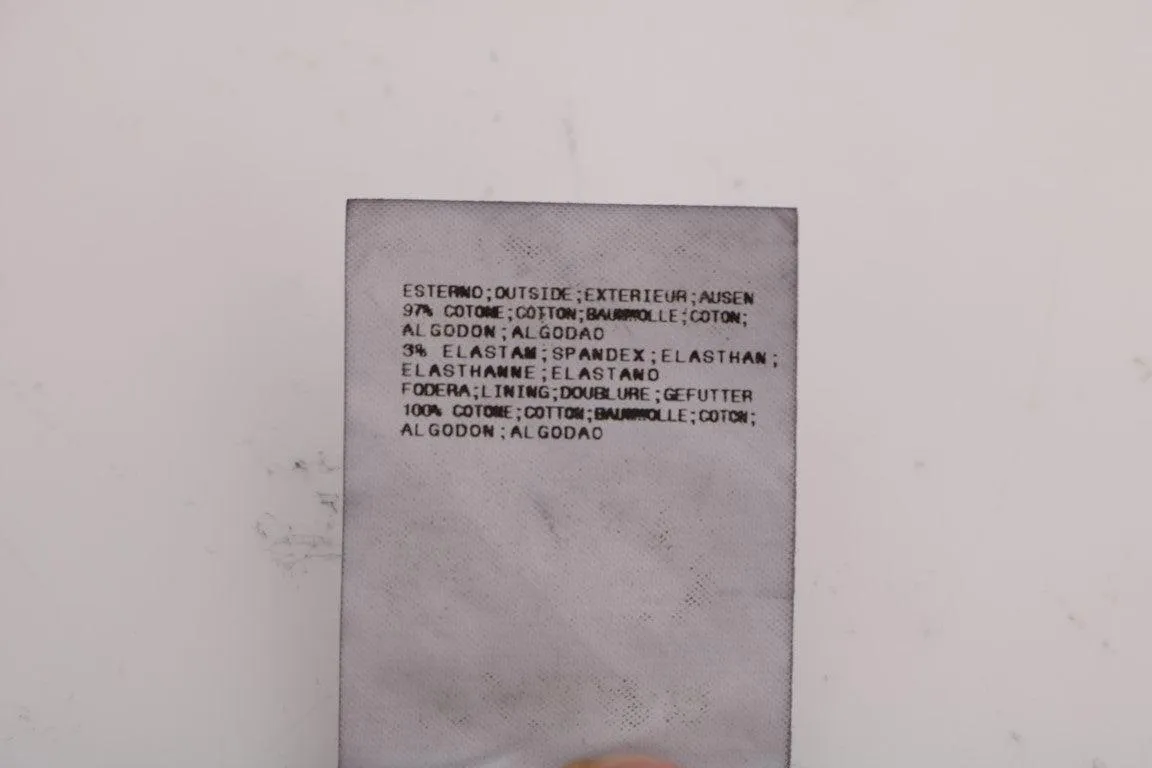 ESTERNO;OUTSIDE;EXTERIEUR;AUSEN
97% COTONE;COTTON;BAUMWOLLE;COTON;
ALGODON;ALGODAO
3% ELASTAM;SPANDEX;ELASTHAN;
ELASTHANNE;ELASTANO
FODERA;LINING;DOUBLURE;GEFUTTER
100% COTONE;COTTON;BAUMWOLLE;COTON;
ALGODON;ALGODAO